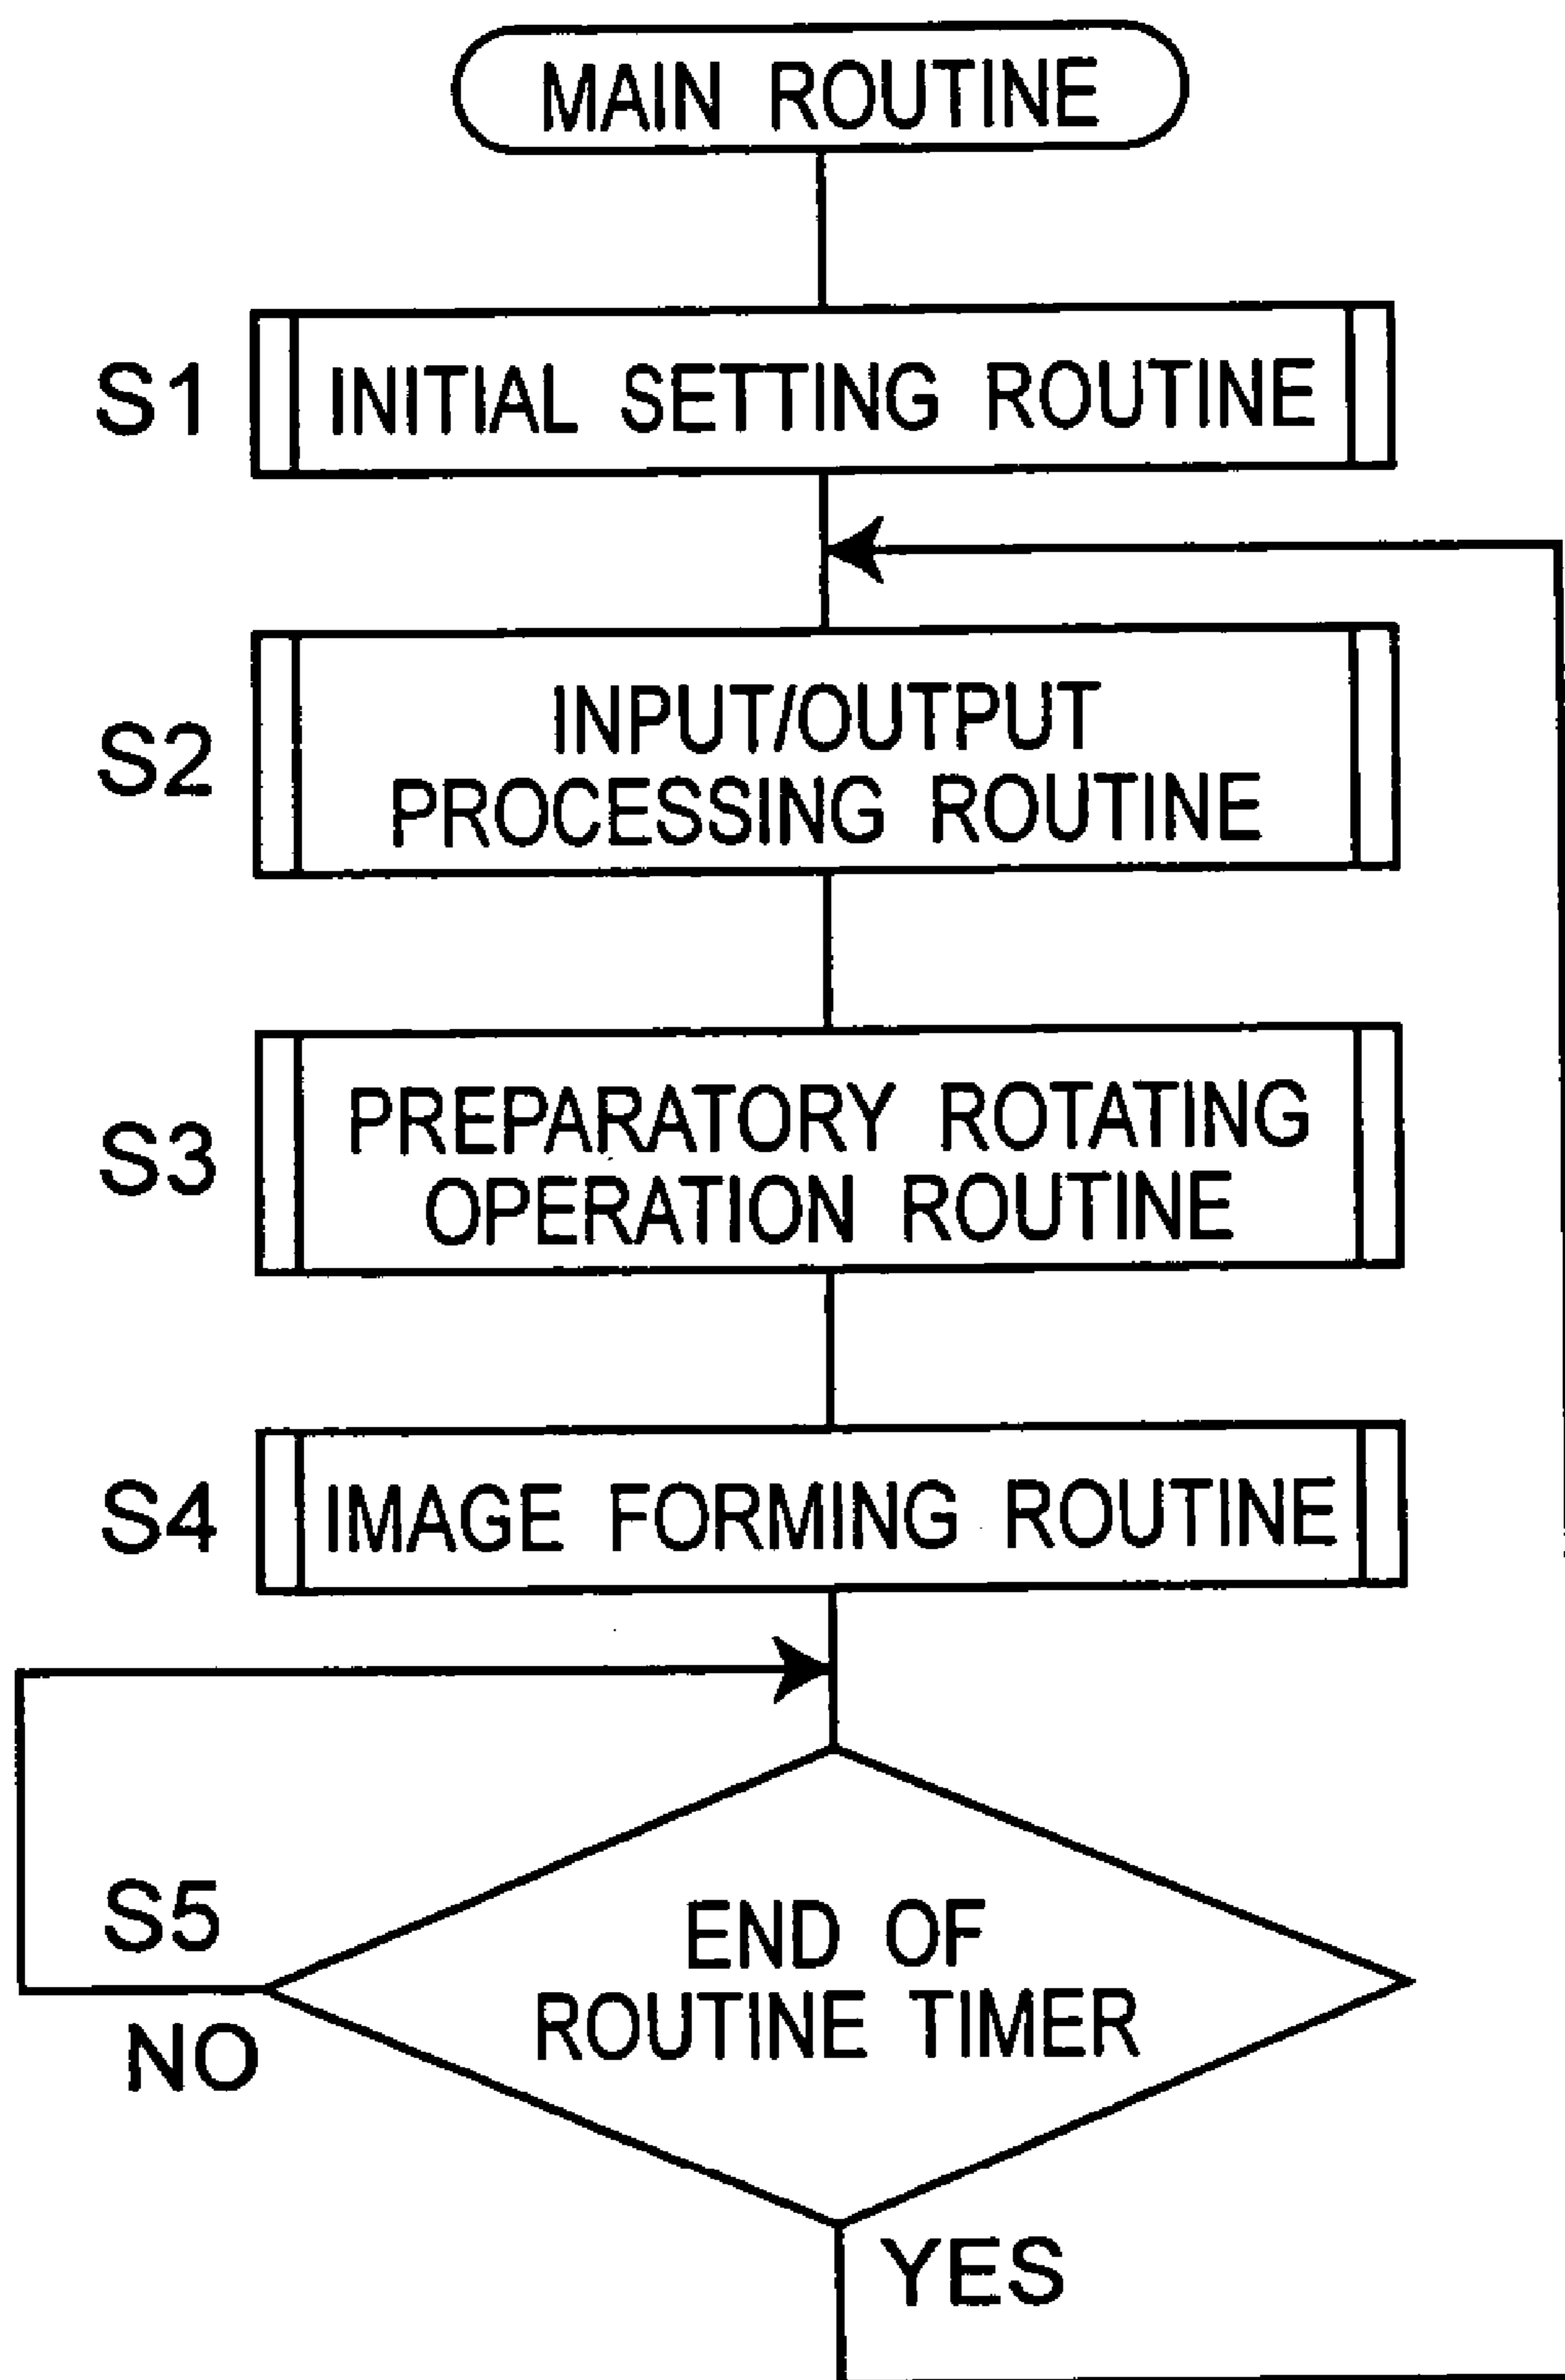 MAIN ROUTINE
S1
INITIAL SETTING ROUTINE
S2
INPUT/OUTPUT
PROCESSING ROUTINE
S3
PREPARATORY ROTATING
OPERATION ROUTINE
S4
IMAGE FORMING ROUTINE
S5
END OF
ROUTINE TIMER
NO
YES